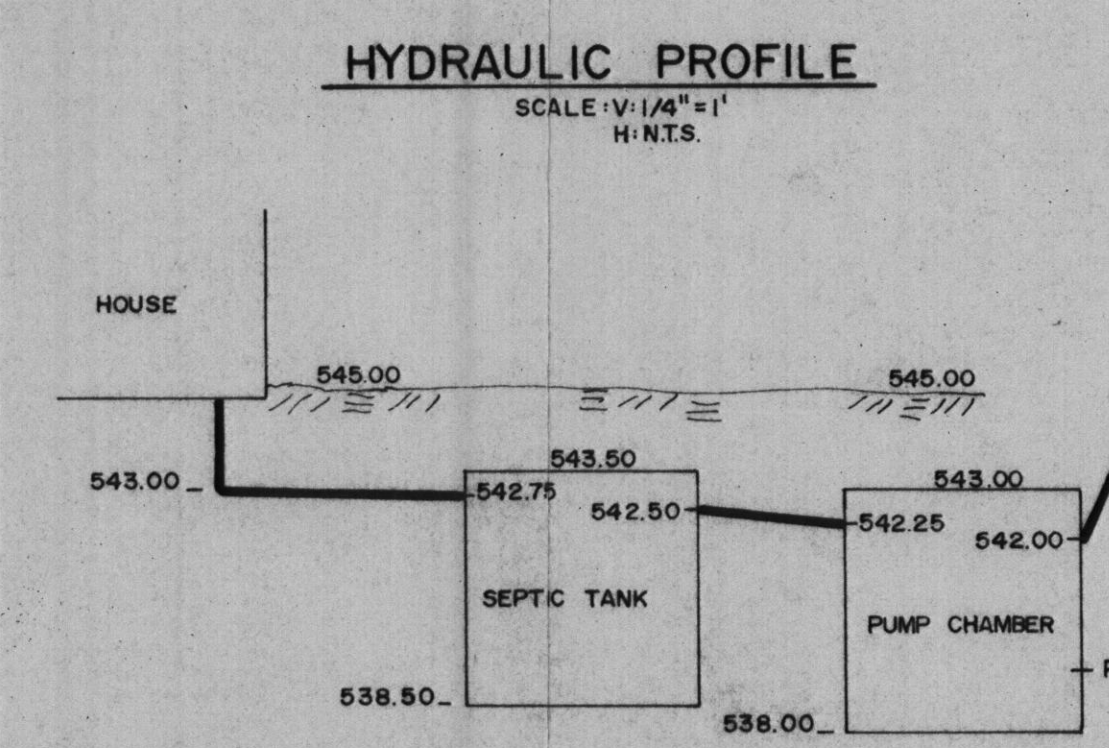 HYDRAULIC PROFILE
SCALE: V: 1/4" = 1'
H: N.T.S.
HOUSE
545.00
545.00
543.00
543.50
542.75
542.50
543.00
542.25
542.00
SEPTIC TANK
PUMP CHAMBER
538.50
538.00